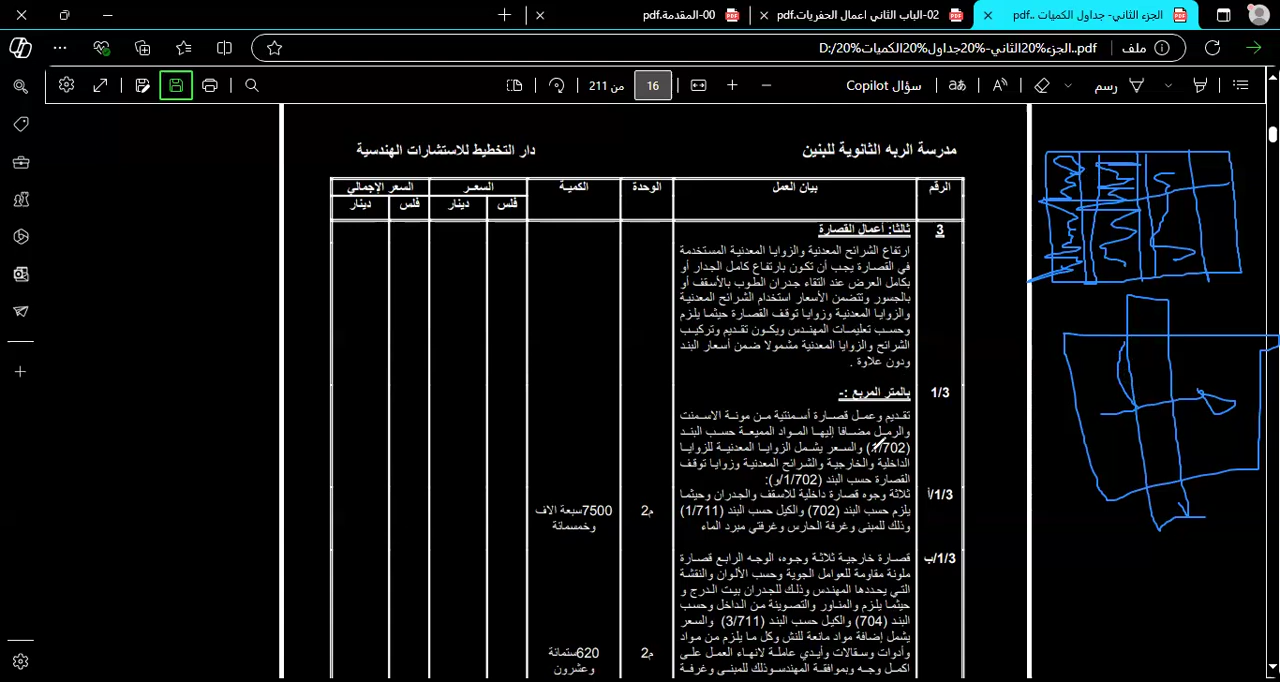 الجزء الثاني- جداول الكميات ..pdf
02-الباب الثاني اعمال الحفريات.pdf
00-المقدمة.pdf
D:/20%الجزء20%الثاني-20%جداول20%الكميات..pdf
ملف
16
من 211
سؤال Copilot
رسم
مدرسة الربه الثانوية للبنين
دار التخطيط للاستشارات الهندسية
الرقم
بيان العمل
الوحدة
الكمية
السعر
السعر الإجمالي
فلس
دينار
فلس
دينار
3
ثالثا: أعمال القصارة
ارتفاع الشرائح المعدنية والزوايا المعدنية المستخدمة
في القصارة يجب أن تكون بارتفاع كامل الجدار أو
بكامل العرض عند التقاء جدران الطوب بالأسقف أو
بالجسور وتتضمن الأسعار استخدام الشرائح المعدنية
والزوايا المعدنية وزوايا توقف القصارة حيثما يلزم
وحسب تعليمات المهندس ويكون تقديم وتركيب
الشرائح والزوايا المعدنية مشمولا ضمن أسعار البند
ودون علاوة .
1/3
بالمتر المربع :-
تقديم وعمل قصارة أسمنتية من مونة الاسمنت
والرمل مضافا إليها المواد المميعة حسب البند
(1/702) والسعر يشمل الزوايا المعدنية للزوايا
الداخلية والخارجية والشرائح المعدنية وزوايا توقف
القصارة حسب البند (1/702/و):
1/3/أ
ثلاثة وجوه قصارة داخلية للاسقف والجدران وحيثما
يلزم حسب البند (702) والكيل حسب البند (1/711)
وذلك للمبنى وغرفة الحارس وغرفتي مبرد الماء
م2
7500سبعة الاف
وخمسمائة
1/3/ب
قصارة خارجية ثلاثة وجوه، الوجه الرابع قصارة
ملونة مقاومة للعوامل الجوية وحسب الألوان والنقشة
التي يحددها المهندس وذلك للجدران بيت الدرج و
حيثما يلزم والمناور والتصوينة من الداخل وحسب
البند (704) والكيل حسب البند (3/711) والسعر
يشمل إضافة مواد مانعة للنش وكل ما يلزم من مواد
وأدوات وسقالات وأيدي عاملة لانهاء العمل على
اكمل وجه وبموافقة المهندسوذلك للمبنى وغرفة
م2
620ستمائة
وعشرون